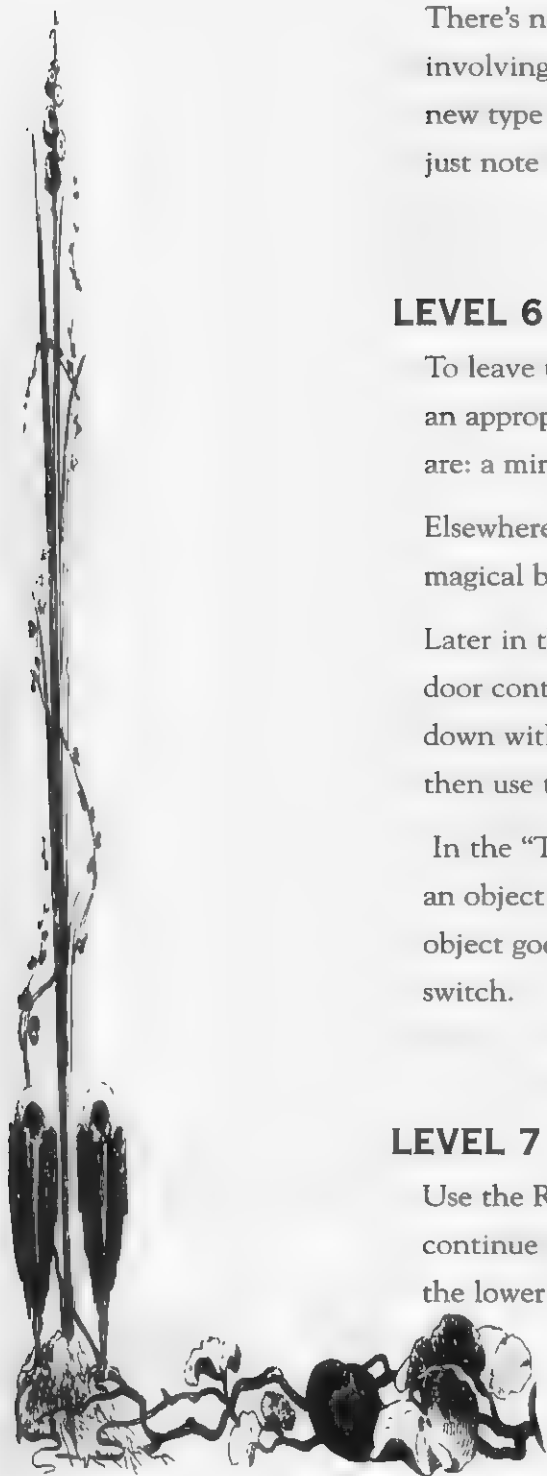 There's n
involving
new type
just note
LEVEL 6
To leave t
an approp
are: a mir
Elsewhere
magical b
Later in t
door cont
down with
then use t
In the “T
an object
object goe
switch.
LEVEL 7
Use the R
continue
the lower